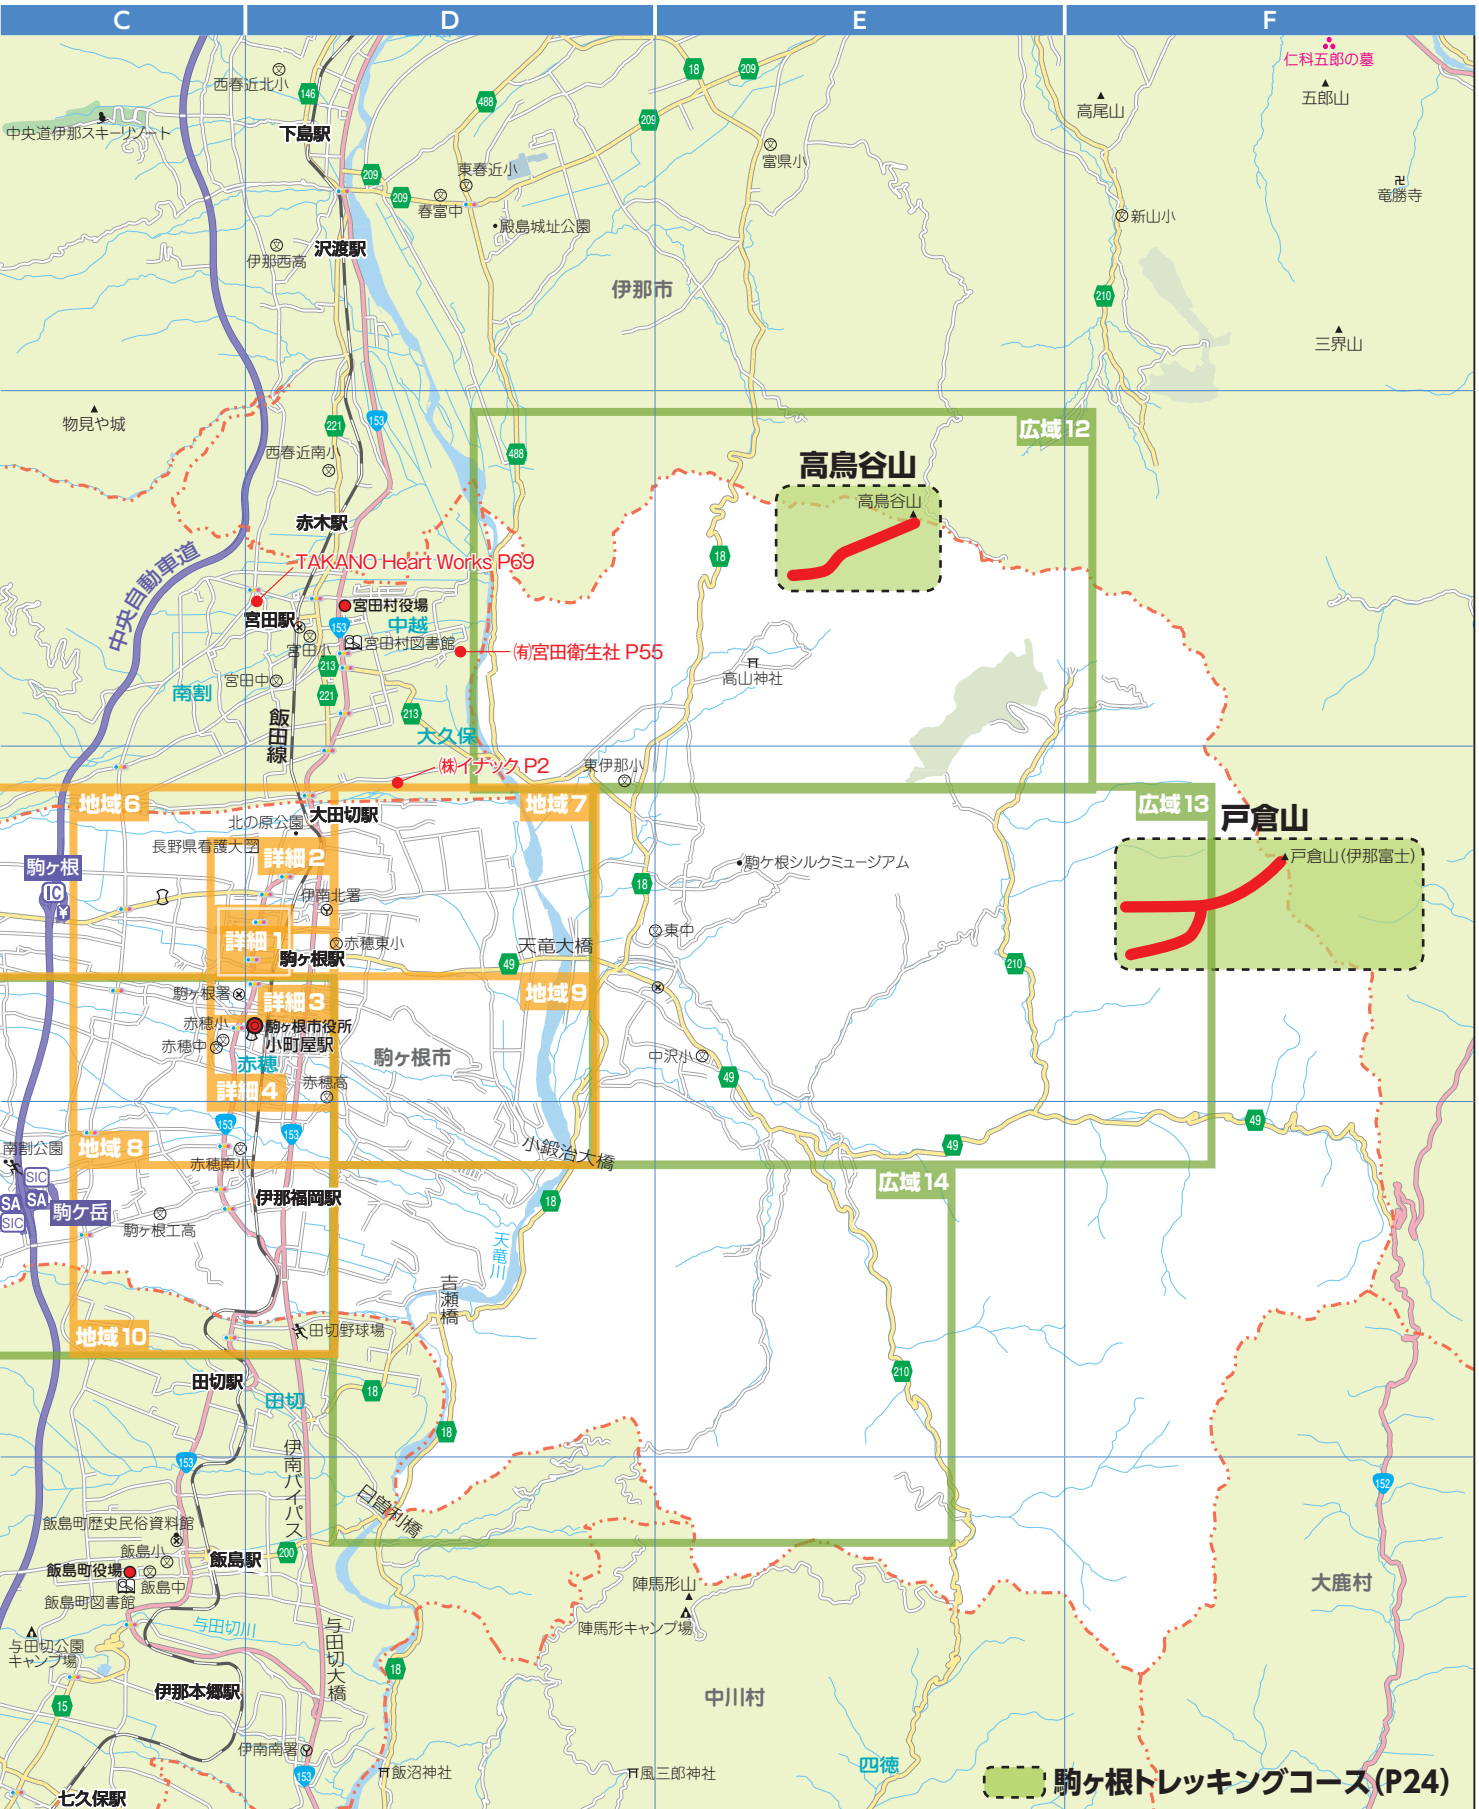 C
D
E
F
仁科五郎の墓
五郎山
高尾山
西春近北小
146
18
209
488
209
中央道伊那スキーリゾート
下島駅
東春近小
富県小
209
209
春富中
竜勝寺
新山小
殿島城址公園
沢渡駅
伊那西高
伊那市
210
三界山
物見や城
221
153
広域12
西春近南小
488
高鳥谷山
高鳥谷山
赤木駅
中央自動車道
TAKANO Heart Works P69
18
宮田駅
宮田村役場
153
中越
宮田村図書館
宮田小
㈲宮田衛生社 P55
213
高山神社
宮田中
南割
221
213
飯田線
大久保
㈱イナック P2
東伊那小
地域6
地域7
広域13
北の原公園
大田切駅
戸倉山
長野県看護大
詳細2
戸倉山(伊那富士)
駒ヶ根
IC
¥
駒ヶ根シルクミュージアム
18
伊南北署
詳細1
赤穂東小
東中
天竜大橋
駒ヶ根駅
49
210
駒ヶ根署
詳細3
地域9
赤穂小
駒ヶ根市役所
赤穂中
小町屋駅
駒ヶ根市
中沢小
赤穂
49
詳細4
赤穂高
153
153
49
49
南割公園
地域8
小鍛治大橋
赤穂南小
SIC
広域14
SA
SA
駒ケ岳
SIC
伊那福岡駅
18
駒ヶ根工高
天竜川
吉瀬橋
地域10
田切野球場
田切駅
田切
18
210
18
伊南バイパス
153
152
日曽利橋
飯島町歴史民俗資料館
飯島小
飯島駅
200
飯島町役場
飯島中
飯島町図書館
陣馬形山
大鹿村
陣馬形キャンプ場
与田切川
与田切大橋
与田切公園
キャンプ場
18
伊那本郷駅
15
中川村
伊南南署
四徳
飯沼神社
風三郎神社
153
七久保駅
駒ヶ根トレッキングコース(P24)